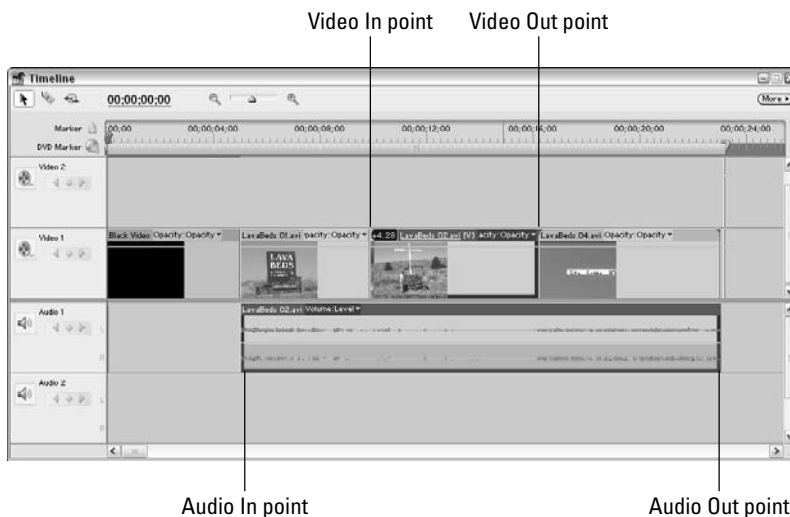 Video In point Video Out point
Timeline
00;00;00;00
More
Marker
00;00 00;00;04;00 00;00;08;00 00;00;12;00 00;00;16;00 00;00;20;00 00;00;24;00
DVD Marker
Video 2
Video 1
Black Video Opacity:Opacity LavaBeds 01.avi pacity:Opacity +4;28 LavaBeds 02.avi [V] acity:Opacity LavaBeds 04.avi Opacity:Opacity
LAVA
BEDS
Audio 1
LavaBeds 02.avi Volume:Level
L
R
Audio 2
L
R
Audio In point Audio Out point